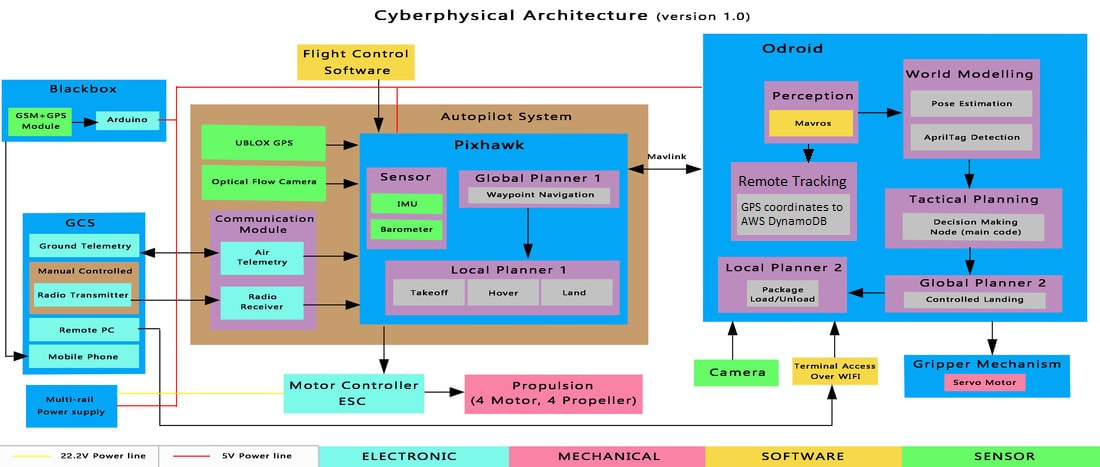 Cyberphysical Architecture (version 1.0)
Flight Control
Software
Blackbox
GSM+GPS
Module
Arduino
GCS
Ground Telemetry
Manual Controlled
Radio Transmitter
Remote PC
Mobile Phone
Multi-rail
Power supply
Autopilot System
UBLOX GPS
Optical Flow Camera
Communication
Module
Air
Telemetry
Radio
Receiver
Pixhawk
Sensor
IMU
Barometer
Global Planner 1
Waypoint Navigation
Local Planner 1
Takeoff
Hover
Land
Motor Controller
ESC
Propulsion
(4 Motor, 4 Propeller)
Mavlink
Odroid
Perception
Mavros
World Modelling
Pose Estimation
AprilTag Detection
Remote Tracking
GPS coordinates to
AWS DynamoDB
Tactical Planning
Decision Making
Node (main code)
Local Planner 2
Package
Load/Unload
Global Planner 2
Controlled Landing
Camera
Terminal Access
Over WIFI
Gripper Mechanism
Servo Motor
22.2V Power line
5V Power line
ELECTRONIC
MECHANICAL
SOFTWARE
SENSOR